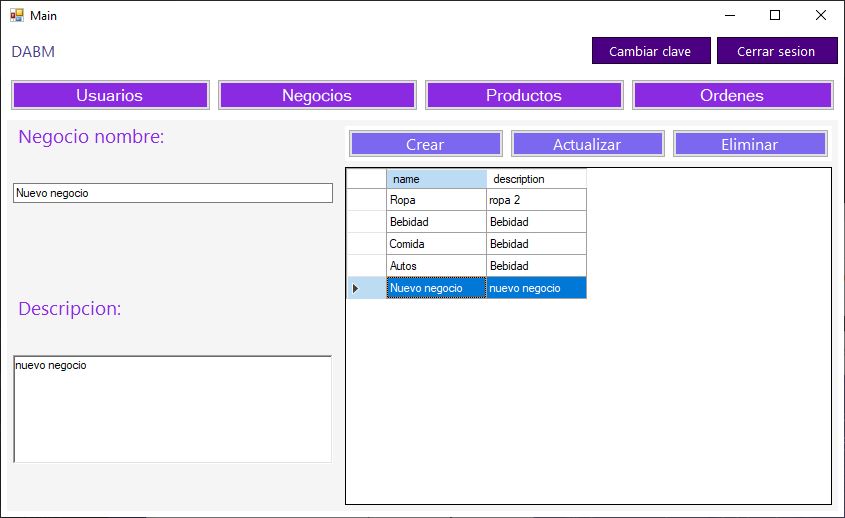 Main
DABM
Cambiar clave
Cerrar sesion
Usuarios
Negocios
Productos
Ordenes
Negocio nombre:
Nuevo negocio
Descripcion:
nuevo negocio
Crear
Actualizar
Eliminar
name description
Ropa ropa 2
Bebidad Bebidad
Comida Bebidad
Autos Bebidad
Nuevo negocio nuevo negocio